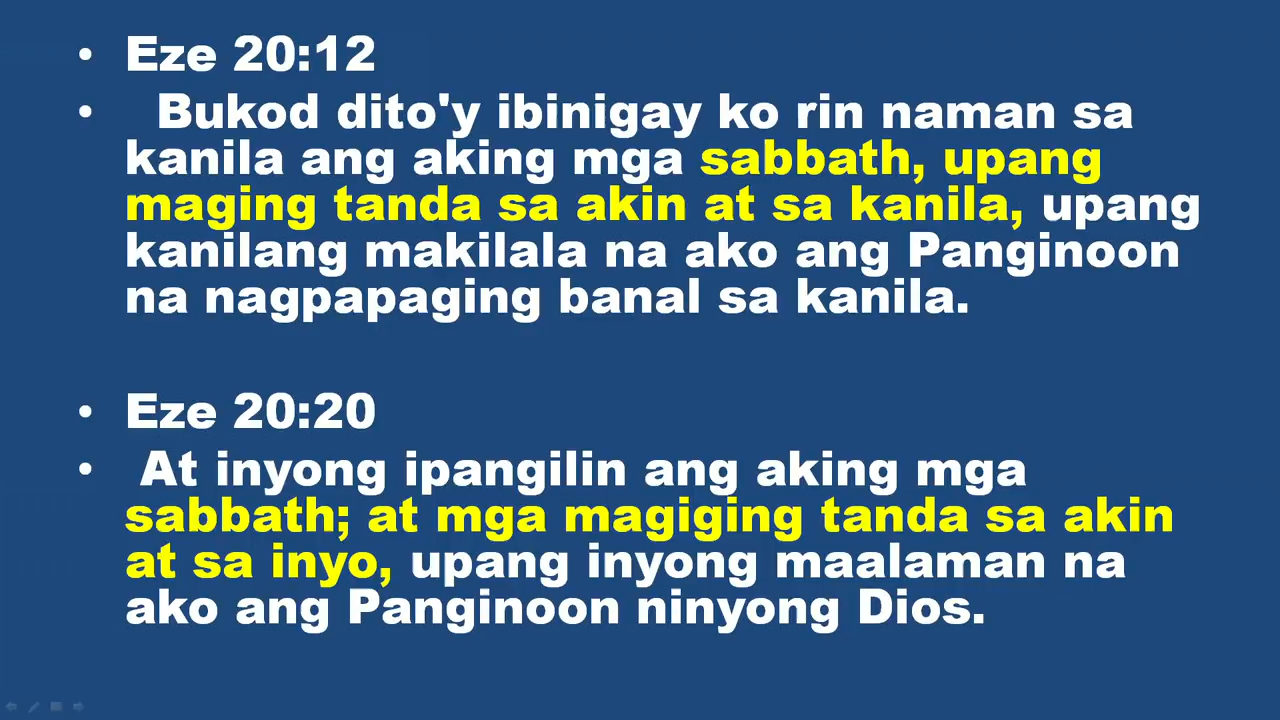 • Eze 20:12
• Bukod dito'y ibinigay ko rin naman sa
kanila ang aking mga sabbath, upang
maging tanda sa akin at sa kanila, upang
kanilang makilala na ako ang Panginoon
na nagpapaging banal sa kanila.
• Eze 20:20
• At inyong ipangilin ang aking mga
sabbath; at mga magiging tanda sa akin
at sa inyo, upang inyong maalaman na
ako ang Panginoon ninyong Dios.